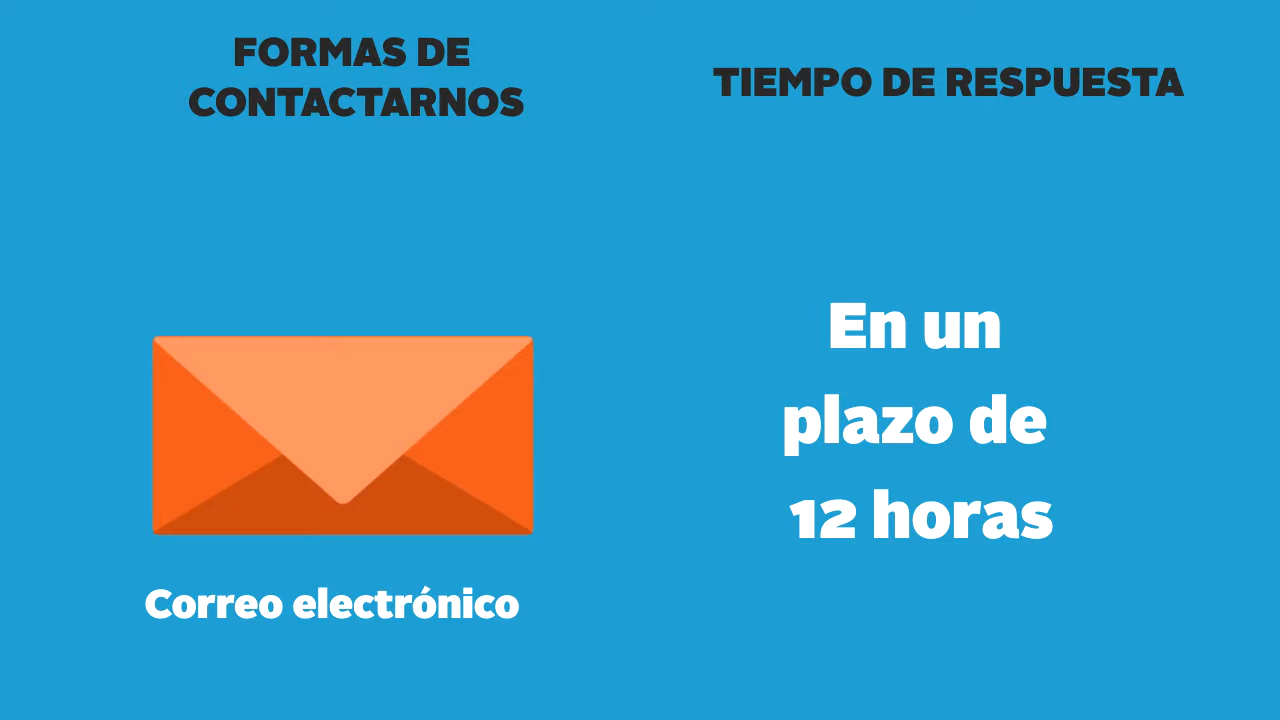 FORMAS DE
CONTACTARNOS
TIEMPO DE RESPUESTA
En un
plazo de
12 horas
Correo electrónico